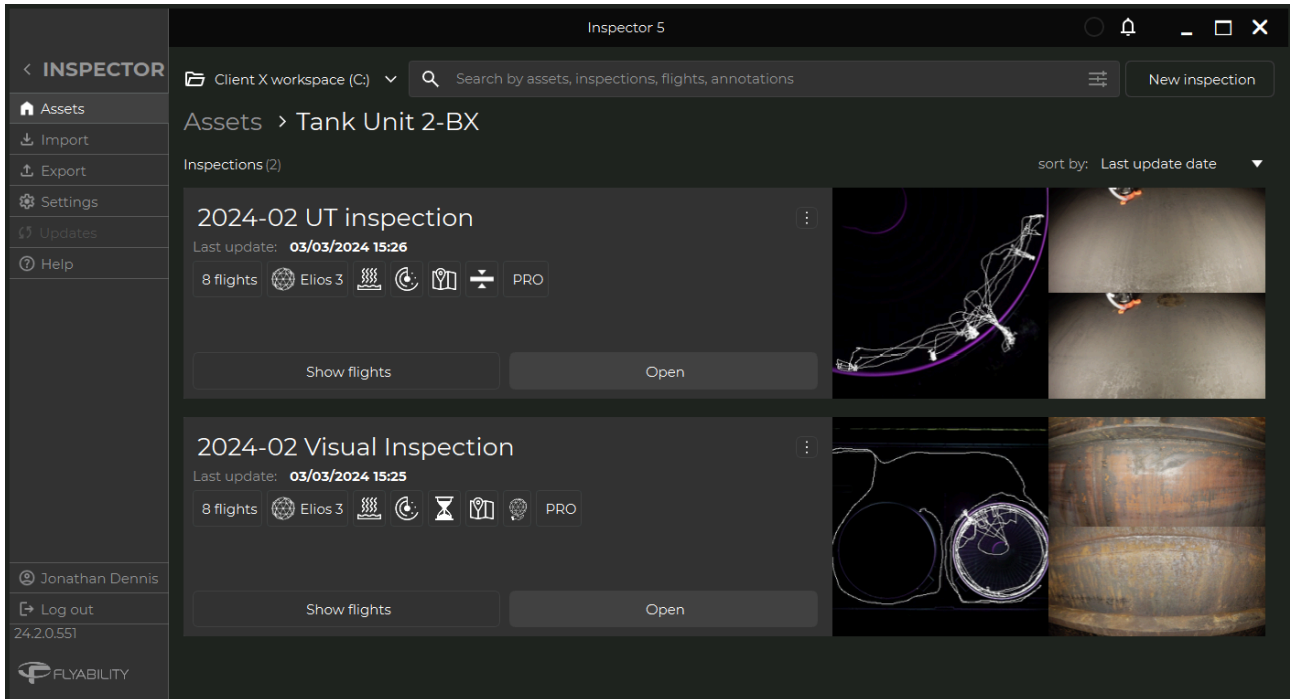 Inspector 5
INSPECTOR
Assets
Import
Export
Settings
Updates
Help
Jonathan Dennis
Log out
24.2.0.551
FLYABILITY
Client X workspace (C:)
Search by assets, inspections, flights, annotations
New inspection
Assets > Tank Unit 2-BX
Inspections (2)
sort by: Last update date
2024-02 UT inspection
Last update: 03/03/2024 15:26
8 flights Elios 3 PRO
Show flights Open
2024-02 Visual Inspection
Last update: 03/03/2024 15:25
8 flights Elios 3 PRO
Show flights Open